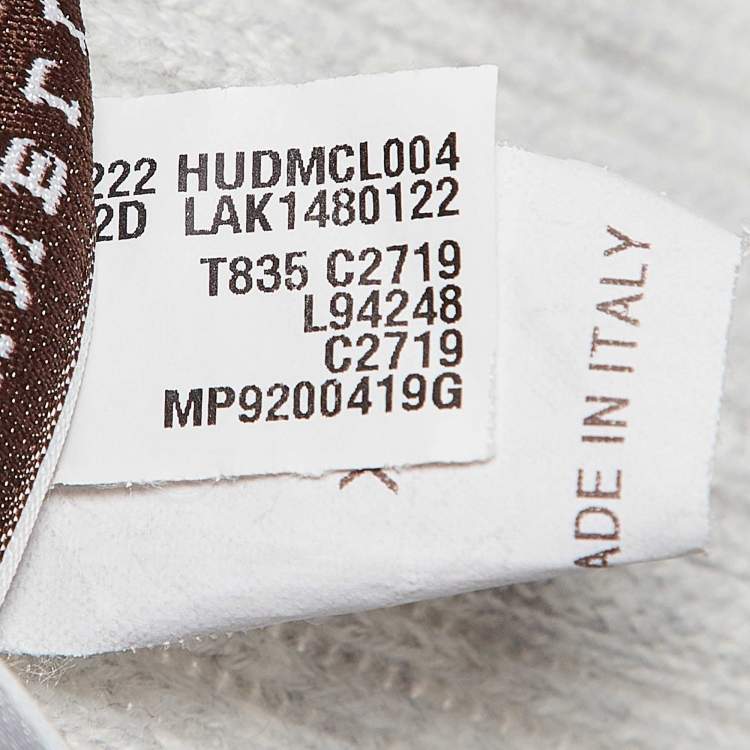 222 HUDMCL004
2D LAK1480122
T835 C2719
L94248
C2719
MP9200419G
ADE IN ITALY
X